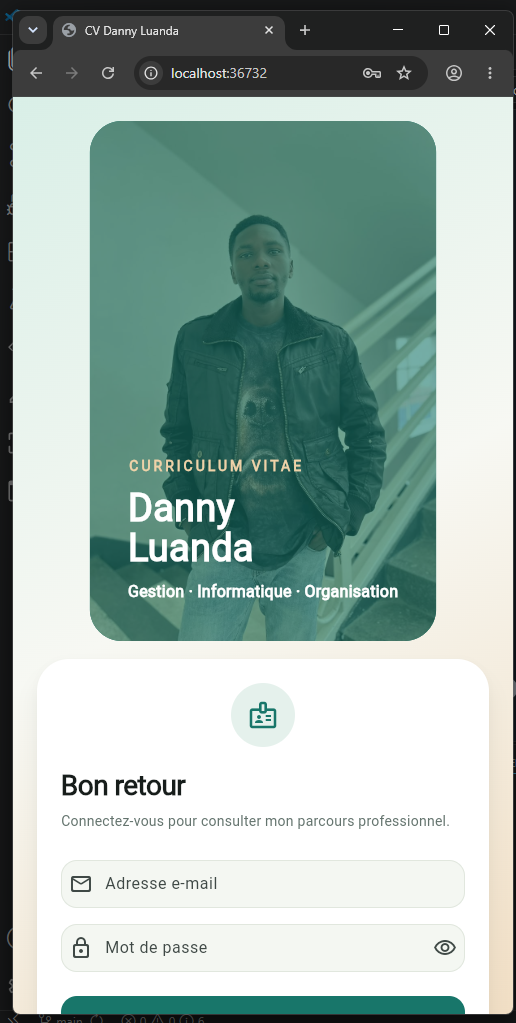 CV Danny Luanda
localhost:36732
CURRICULUM VITAE
Danny
Luanda
Gestion · Informatique · Organisation
Bon retour
Connectez-vous pour consulter mon parcours professionnel.
Adresse e-mail
Mot de passe
main